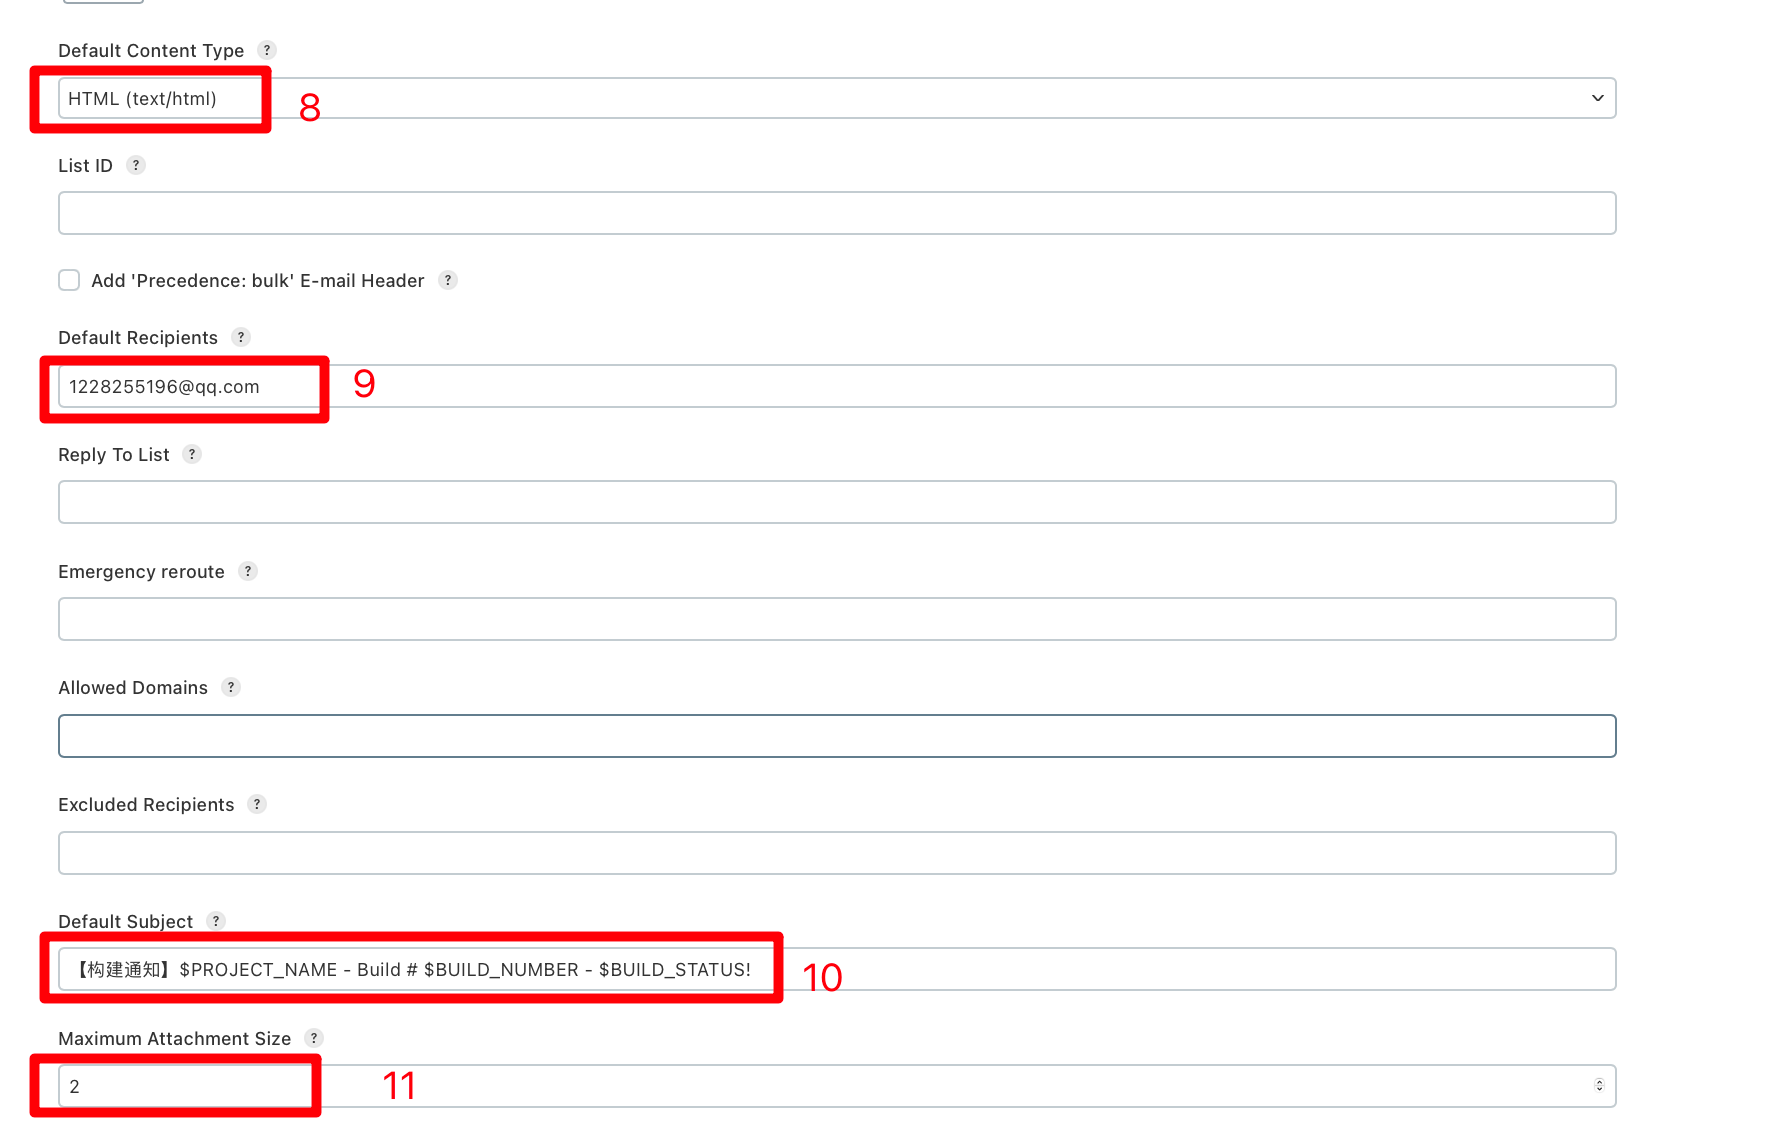 Default Content Type ?
HTML (text/html)
8
List ID ?
Add 'Precedence: bulk' E-mail Header ?
Default Recipients ?
1228255196@qq.com
9
Reply To List ?
Emergency reroute ?
Allowed Domains ?
Excluded Recipients ?
Default Subject ?
【构建通知】$PROJECT_NAME - Build # $BUILD_NUMBER - $BUILD_STATUS!
10
Maximum Attachment Size ?
2
11